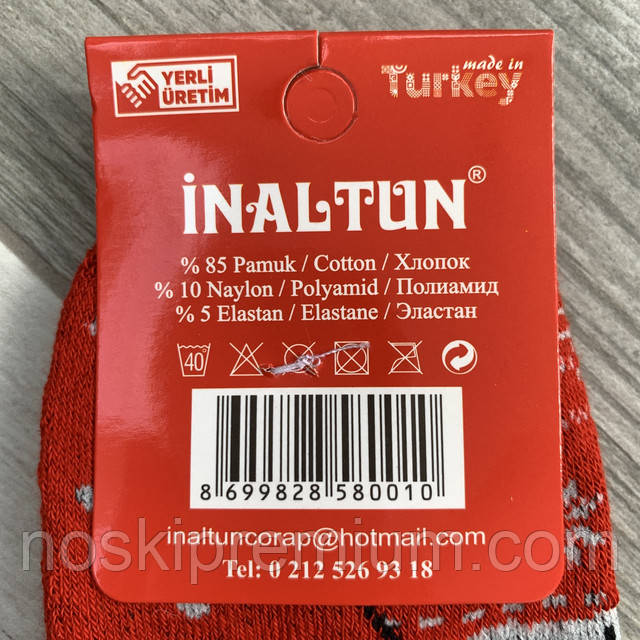 YERLİ
ÜRETİM
made in
Turkey
İNALTUN®
% 85 Pamuk / Cotton / Хлопок
% 10 Naylon / Polyamid / Полиамид
% 5 Elastan / Elastane / Эластан
40
8 699828 580010
inaltuncorap@hotmail.com
noskipremium.com
Tel: 0 212 526 93 18